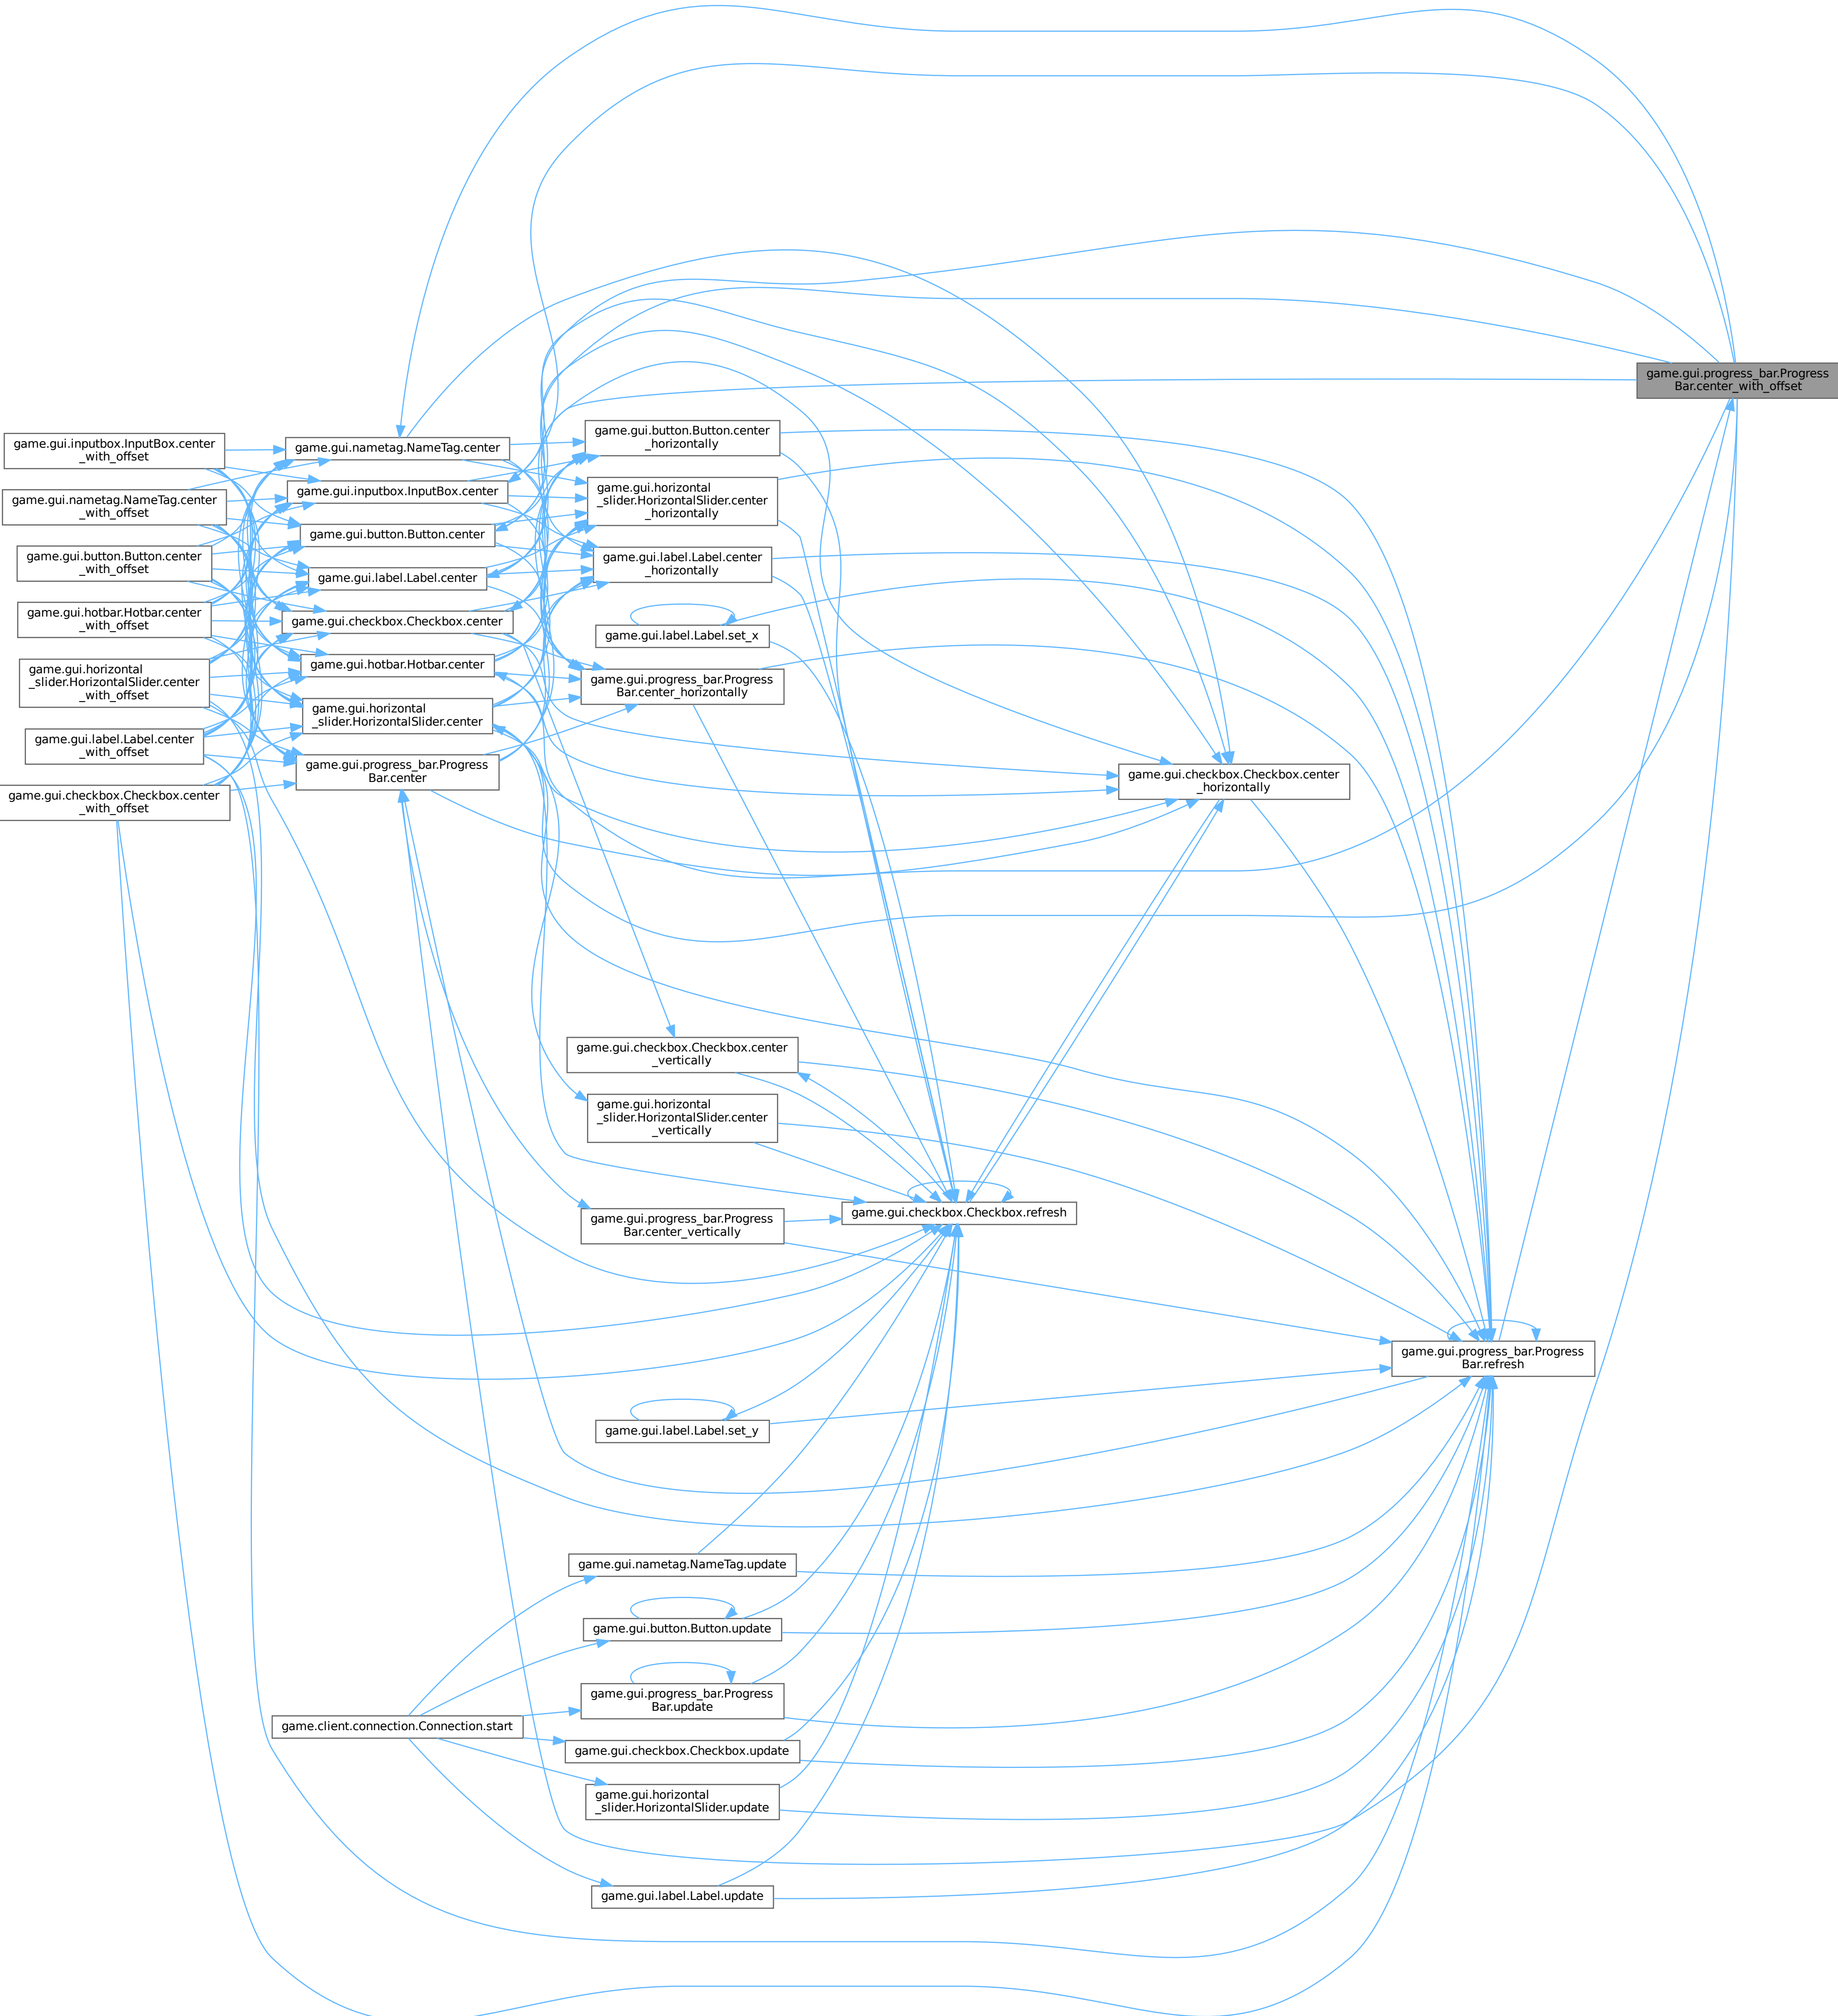 game.gui.progress_bar.Progress
Bar.center_with_offset
game.gui.inputbox.InputBox.center
_with_offset
game.gui.nametag.NameTag.center
_with_offset
game.gui.button.Button.center
_with_offset
game.gui.hotbar.Hotbar.center
_with_offset
game.gui.horizontal
_slider.HorizontalSlider.center
_with_offset
game.gui.label.Label.center
_with_offset
game.gui.checkbox.Checkbox.center
_with_offset
game.gui.nametag.NameTag.center
game.gui.inputbox.InputBox.center
game.gui.button.Button.center
game.gui.label.Label.center
game.gui.checkbox.Checkbox.center
game.gui.hotbar.Hotbar.center
game.gui.horizontal
_slider.HorizontalSlider.center
game.gui.progress_bar.Progress
Bar.center
game.gui.button.Button.center
_horizontally
game.gui.horizontal
_slider.HorizontalSlider.center
_horizontally
game.gui.label.Label.center
_horizontally
game.gui.label.Label.set_x
game.gui.progress_bar.Progress
Bar.center_horizontally
game.gui.checkbox.Checkbox.center
_horizontally
game.gui.checkbox.Checkbox.center
_vertically
game.gui.horizontal
_slider.HorizontalSlider.center
_vertically
game.gui.progress_bar.Progress
Bar.center_vertically
game.gui.checkbox.Checkbox.refresh
game.gui.progress_bar.Progress
Bar.refresh
game.gui.label.Label.set_y
game.gui.nametag.NameTag.update
game.gui.button.Button.update
game.gui.progress_bar.Progress
Bar.update
game.client.connection.Connection.start
game.gui.checkbox.Checkbox.update
game.gui.horizontal
_slider.HorizontalSlider.update
game.gui.label.Label.update